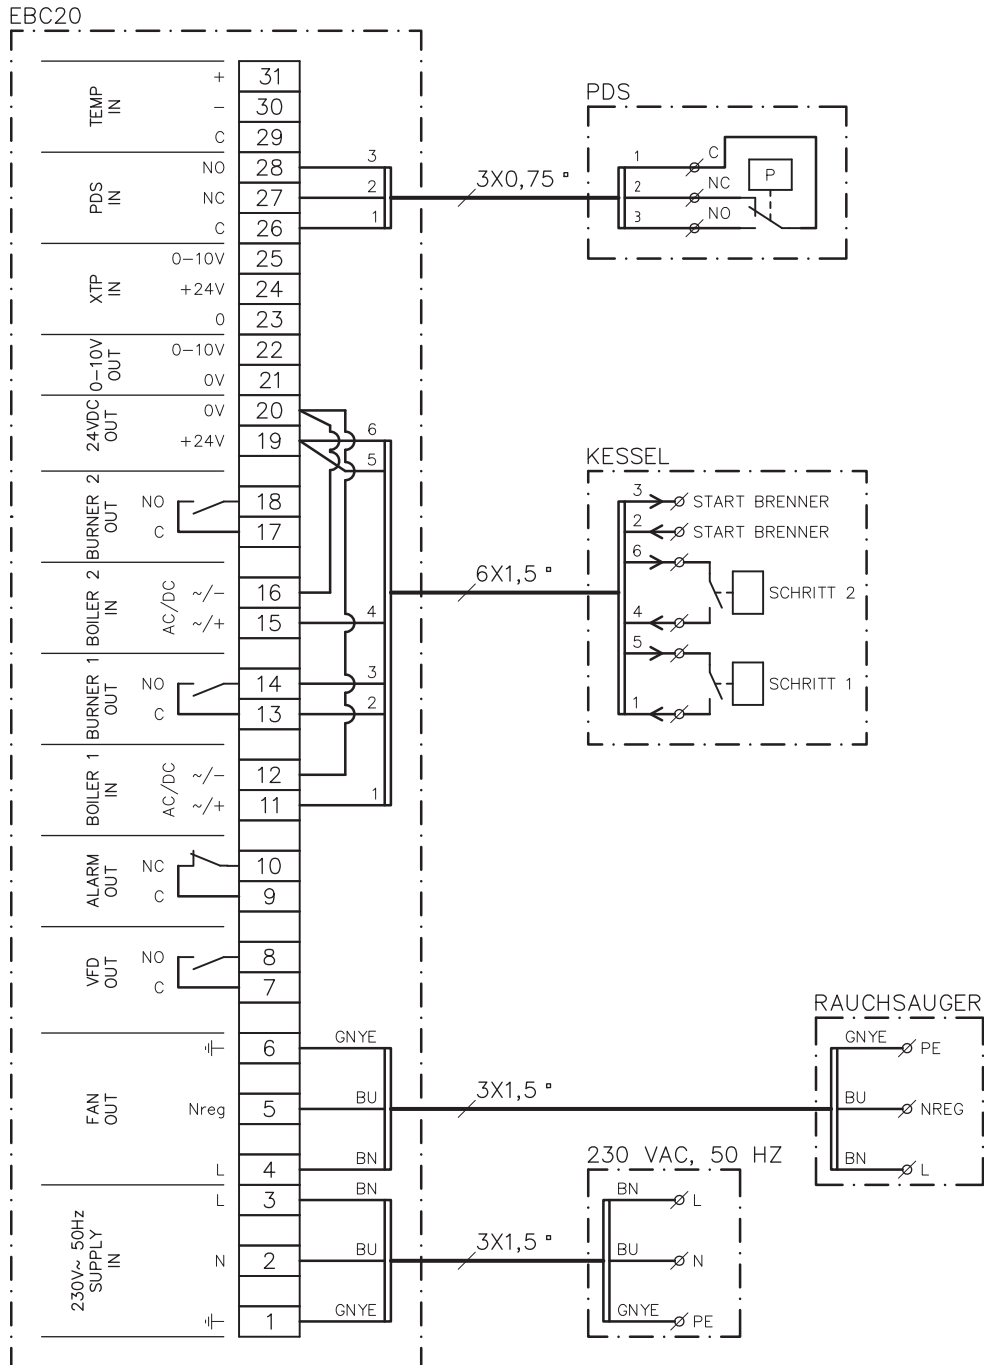 EBC20
TEMP IN
+ 31
- 30
C 29
PDS IN
NO 28 3
NC 27 2
C 26 1
3X0,75 ▫
PDS
1 C
2 NC
3 NO
P
XTP IN
0-10V 25
+24V 24
0 23
0-10V OUT
0-10V 22
0V 21
24VDC OUT
0V 20
+24V 19 6
5
BURNER 2 OUT
NO 18
C 17
BOILER 2 IN
AC/DC
~/- 16
~/+ 15 4
BURNER 1 OUT
NO 14 3
C 13 2
BOILER 1 IN
AC/DC
~/- 12
~/+ 11 1
6X1,5 ▫
KESSEL
3 START BRENNER
2 START BRENNER
6
SCHRITT 2
4
5
SCHRITT 1
1
ALARM OUT
NC 10
C 9
VFD OUT
NO 8
C 7
FAN OUT
6 GNYE
Nreg 5 BU
L 4 BN
3X1,5 ▫
RAUCHSAUGER
GNYE PE
BU NREG
BN L
230V~ 50Hz SUPPLY IN
L 3 BN
N 2 BU
1 GNYE
3X1,5 ▫
230 VAC, 50 HZ
BN L
BU N
GNYE PE